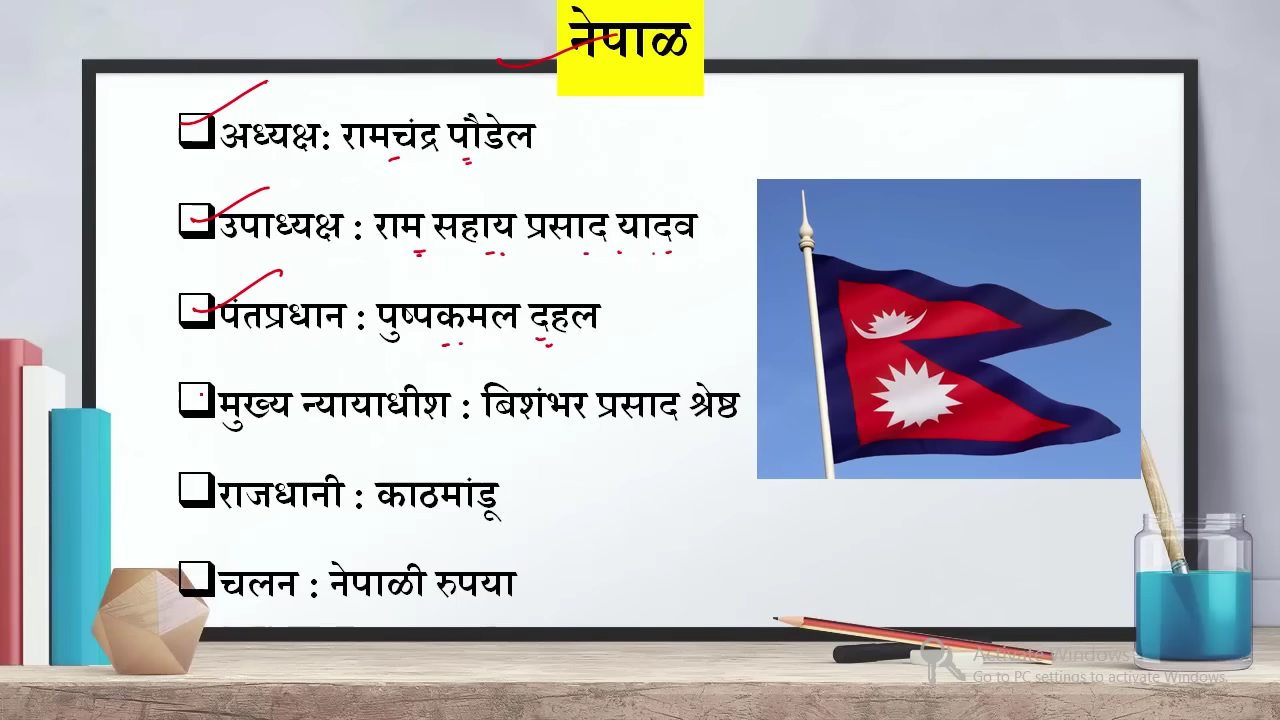 नेपाळ
अध्यक्ष: रामचंद्र पौडेल
उपाध्यक्ष : राम सहाय प्रसाद यादव
पंतप्रधान : पुष्पकमल दहल
मुख्य न्यायाधीश : बिशंभर प्रसाद श्रेष्ठ
राजधानी : काठमांडू
चलन : नेपाळी रुपया
Activate Windows
Go to PC settings to activate Windows.